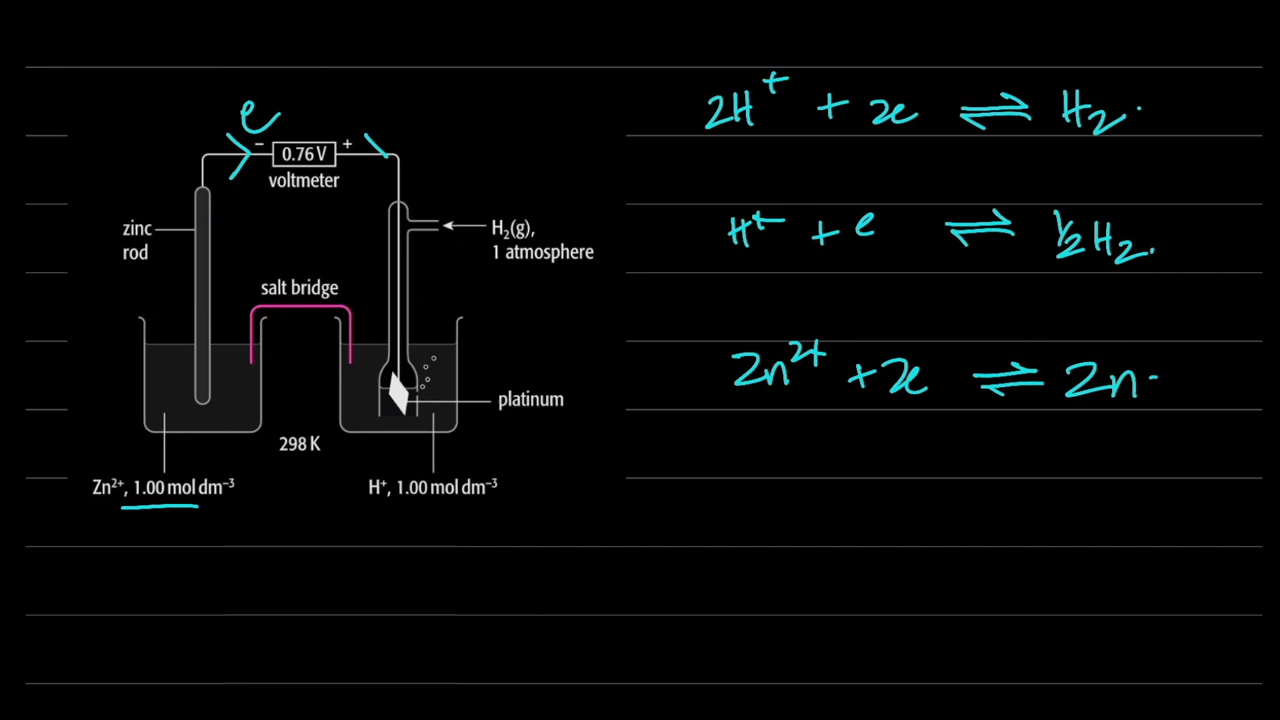 e
− 0.76 V +
voltmeter
zinc
rod
H₂(g),
1 atmosphere
salt bridge
platinum
298 K
Zn²⁺, 1.00 mol dm⁻³
H⁺, 1.00 mol dm⁻³
2H⁺ + 2e ⇌ H₂.
H⁺ + e ⇌ ½H₂.
Zn²⁺ + 2e ⇌ Zn.